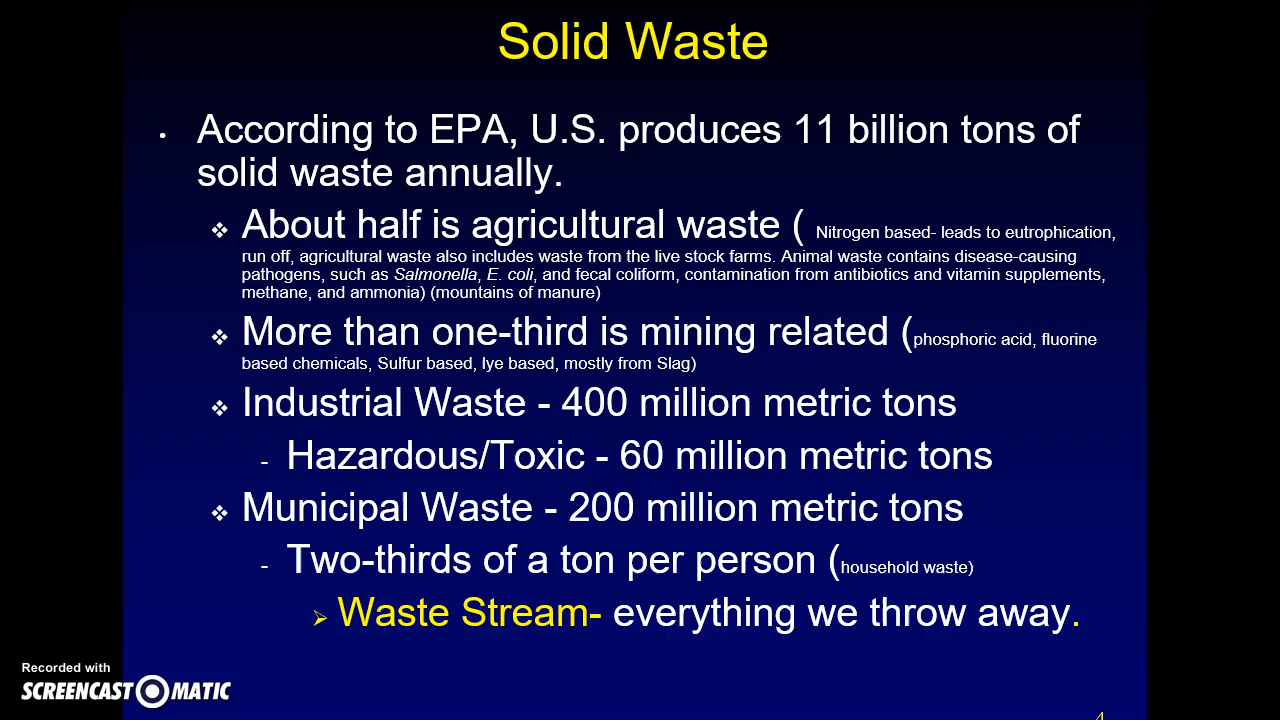 Solid Waste
• According to EPA, U.S. produces 11 billion tons of
solid waste annually.
❖ About half is agricultural waste ( Nitrogen based- leads to eutrophication,
run off, agricultural waste also includes waste from the live stock farms. Animal waste contains disease-causing
pathogens, such as Salmonella, E. coli, and fecal coliform, contamination from antibiotics and vitamin supplements,
methane, and ammonia) (mountains of manure)
❖ More than one-third is mining related (phosphoric acid, fluorine
based chemicals, Sulfur based, lye based, mostly from Slag)
❖ Industrial Waste - 400 million metric tons
- Hazardous/Toxic - 60 million metric tons
❖ Municipal Waste - 200 million metric tons
- Two-thirds of a ton per person (household waste)
➢ Waste Stream- everything we throw away.
Recorded with
SCREENCAST O MATIC
4